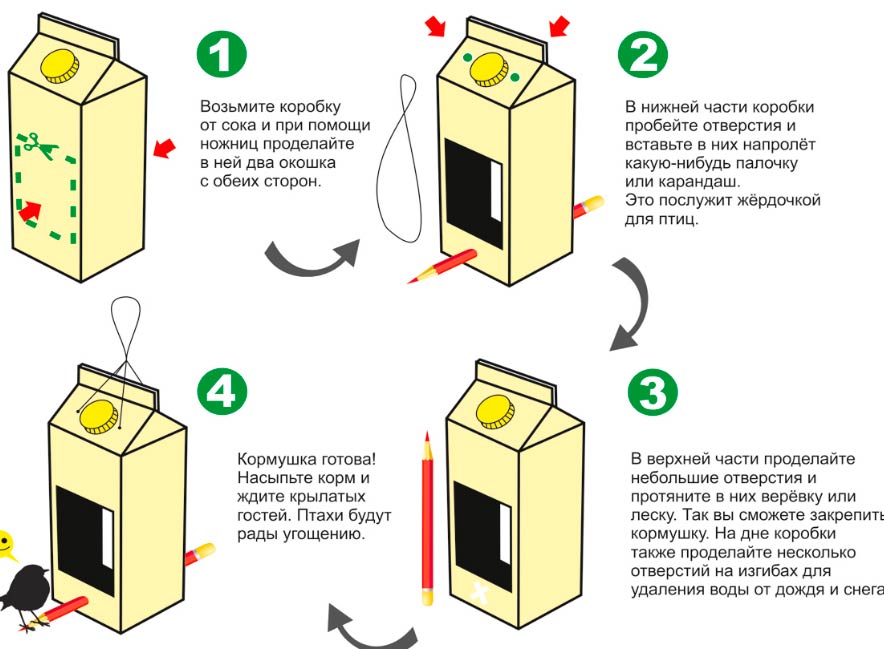 1
Возьмите коробку
от сока и при помощи
ножниц проделайте
в ней два окошка
с обеих сторон.
2
В нижней части коробки
пробейте отверстия и
вставьте в них напролёт
какую-нибудь палочку
или карандаш.
Это послужит жёрдочкой
для птиц.
3
В верхней части проделайте
небольшие отверстия и
протяните в них верёвку или
леску. Так вы сможете закрепить
кормушку. На дне коробки
также проделайте несколько
отверстий на изгибах для
удаления воды от дождя и снега
4
Кормушка готова!
Насыпьте корм и
ждите крылатых
гостей. Птахи будут
рады угощению.